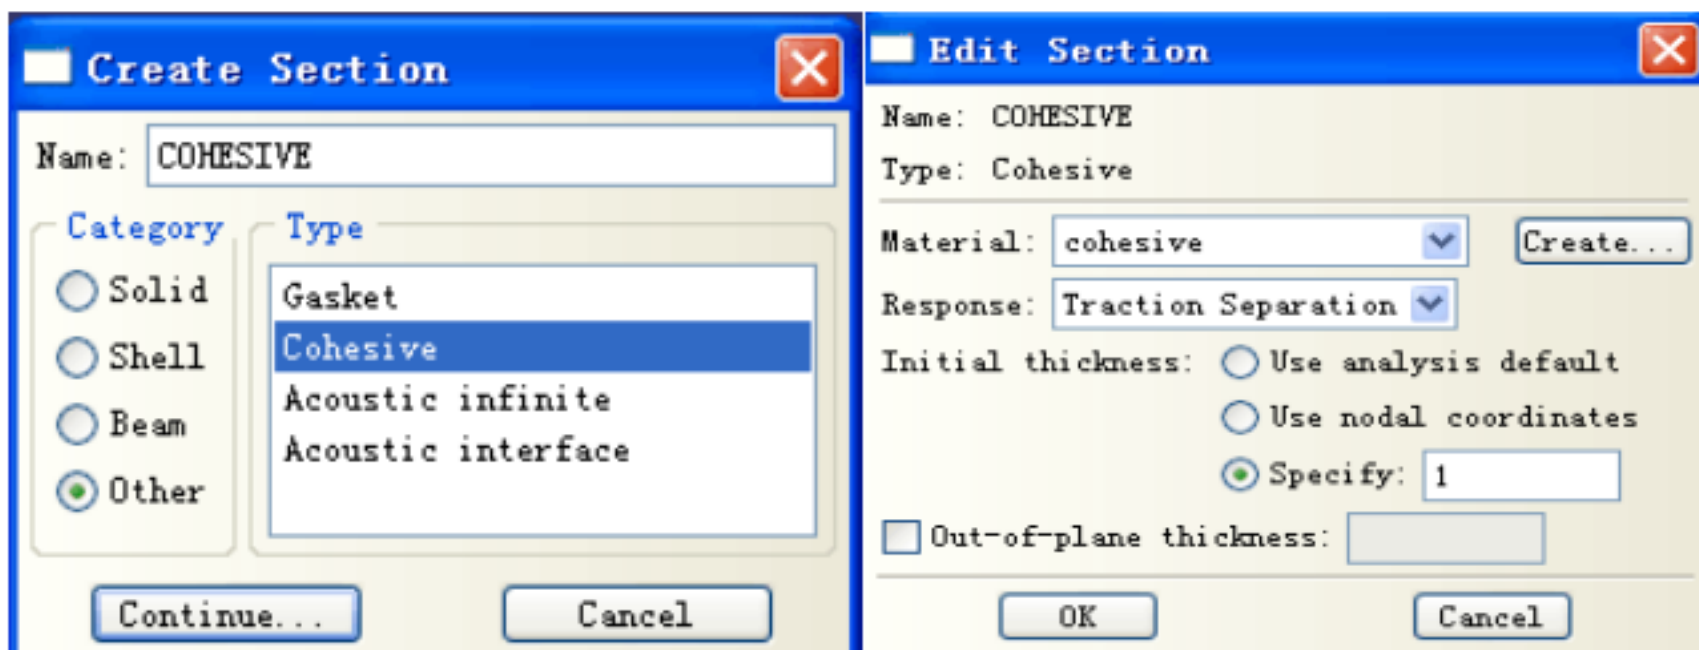 Create Section
Name: COHESIVE
Category
Type
Solid
Shell
Beam
Other
Gasket
Cohesive
Acoustic infinite
Acoustic interface
Continue...
Cancel
Edit Section
Name: COHESIVE
Type: Cohesive
Material: cohesive
Create...
Response: Traction Separation
Initial thickness: Use analysis default
Use nodal coordinates
Specify: 1
Out-of-plane thickness:
OK
Cancel